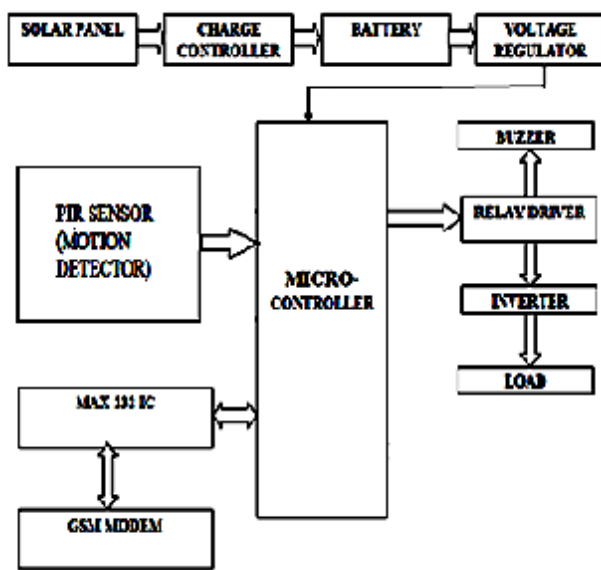 SOLAR PANEL
CHARGE
CONTROLLER
BATTERY
VOLTAGE
REGULATOR
BUZZER
PIR SENSOR
(MOTION
DETECTOR)
RELAY DRIVER
MICRO-
CONTROLLER
INVERTER
LOAD
MAX IC
GSM MODEM